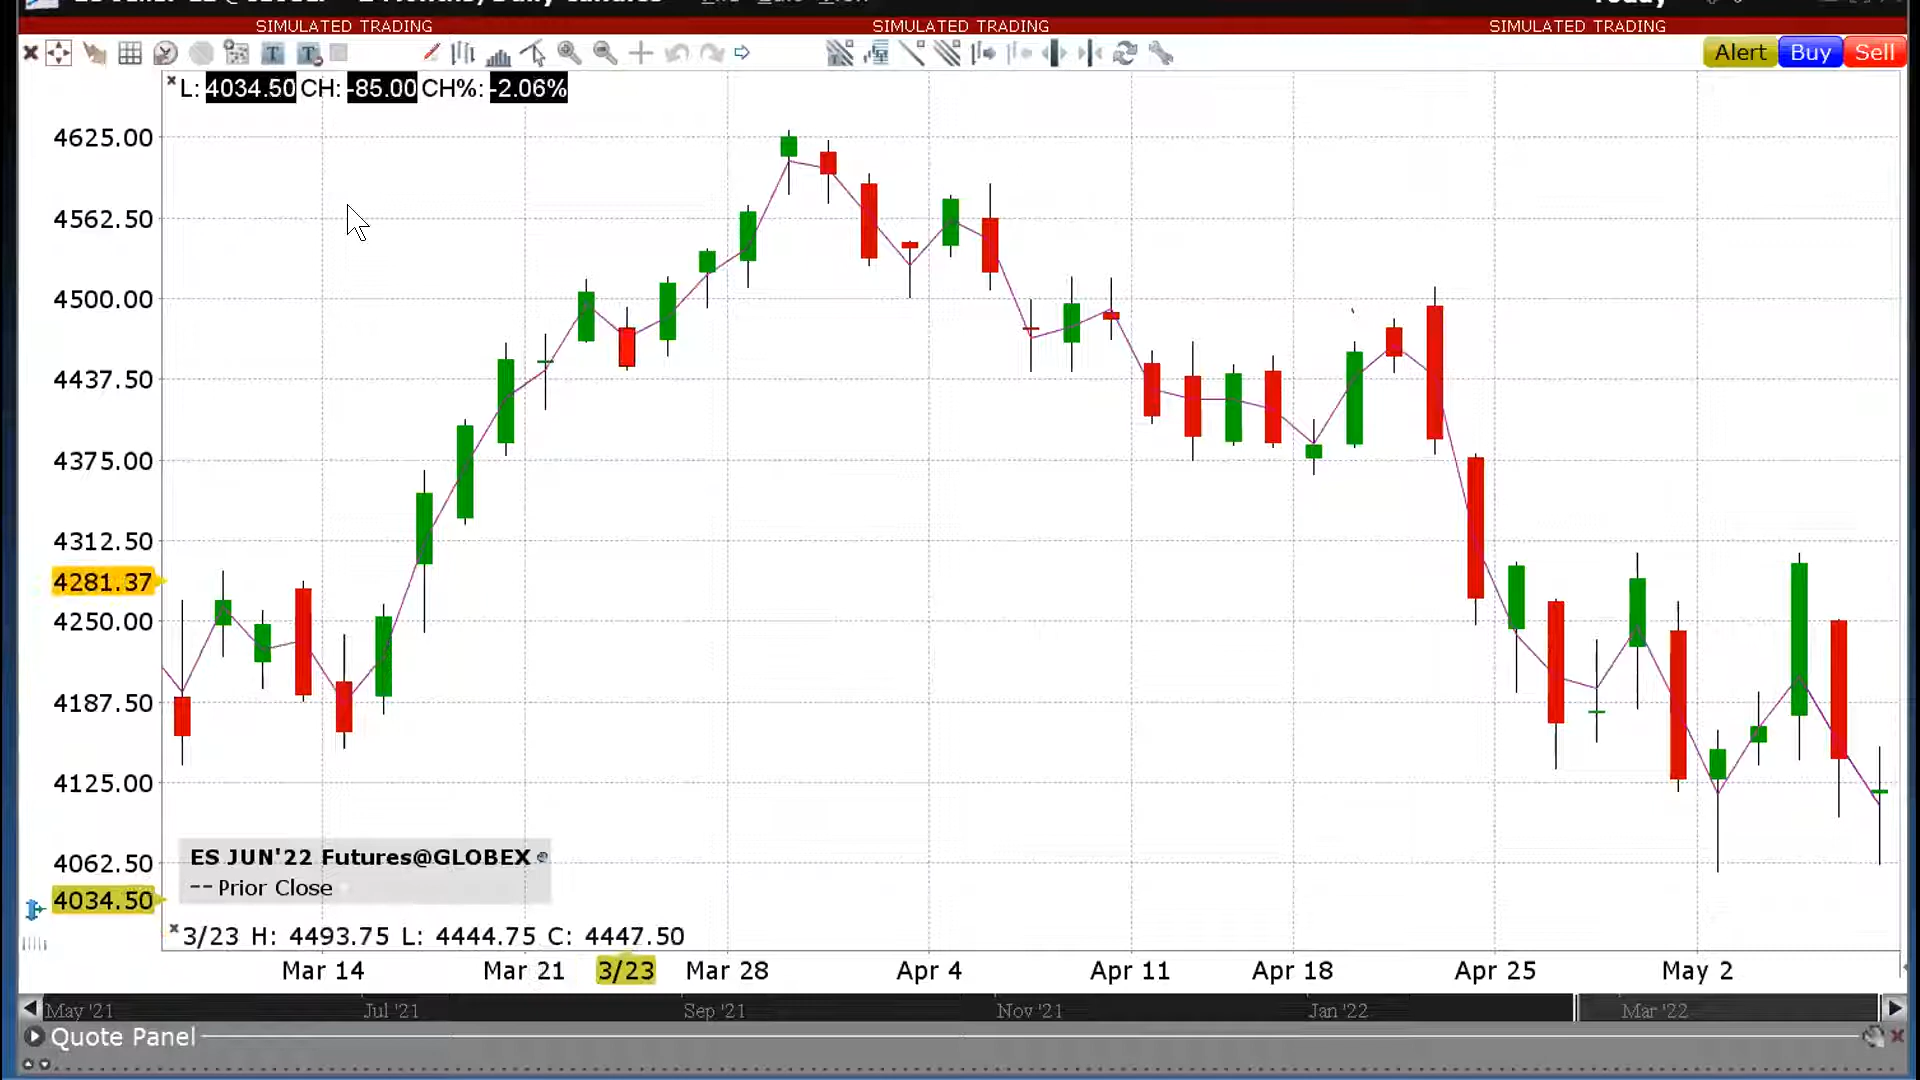 SIMULATED TRADING SIMULATED TRADING SIMULATED TRADING
Alert Buy Sell
L: 4034.50 CH: -85.00 CH%: -2.06%
4625.00
4562.50
4500.00
4437.50
4375.00
4312.50
4281.37
4250.00
4187.50
4125.00
4062.50
4034.50
ES JUN'22 Futures@GLOBEX
-- Prior Close
3/23 H: 4493.75 L: 4444.75 C: 4447.50
Mar 14 Mar 21 3/23 Mar 28 Apr 4 Apr 11 Apr 18 Apr 25 May 2
May '21 Jul '21 Sep '21 Nov '21 Jan '22 Mar '22
Quote Panel